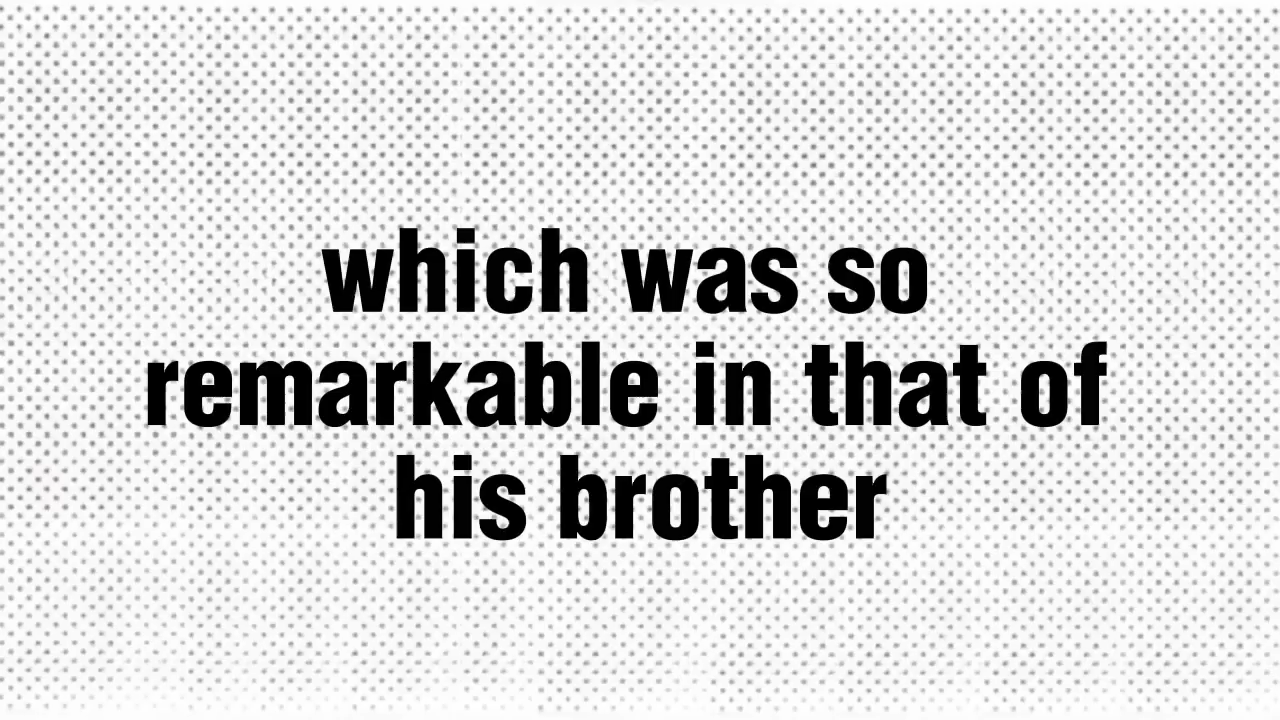 which was so
remarkable in that of
his brother